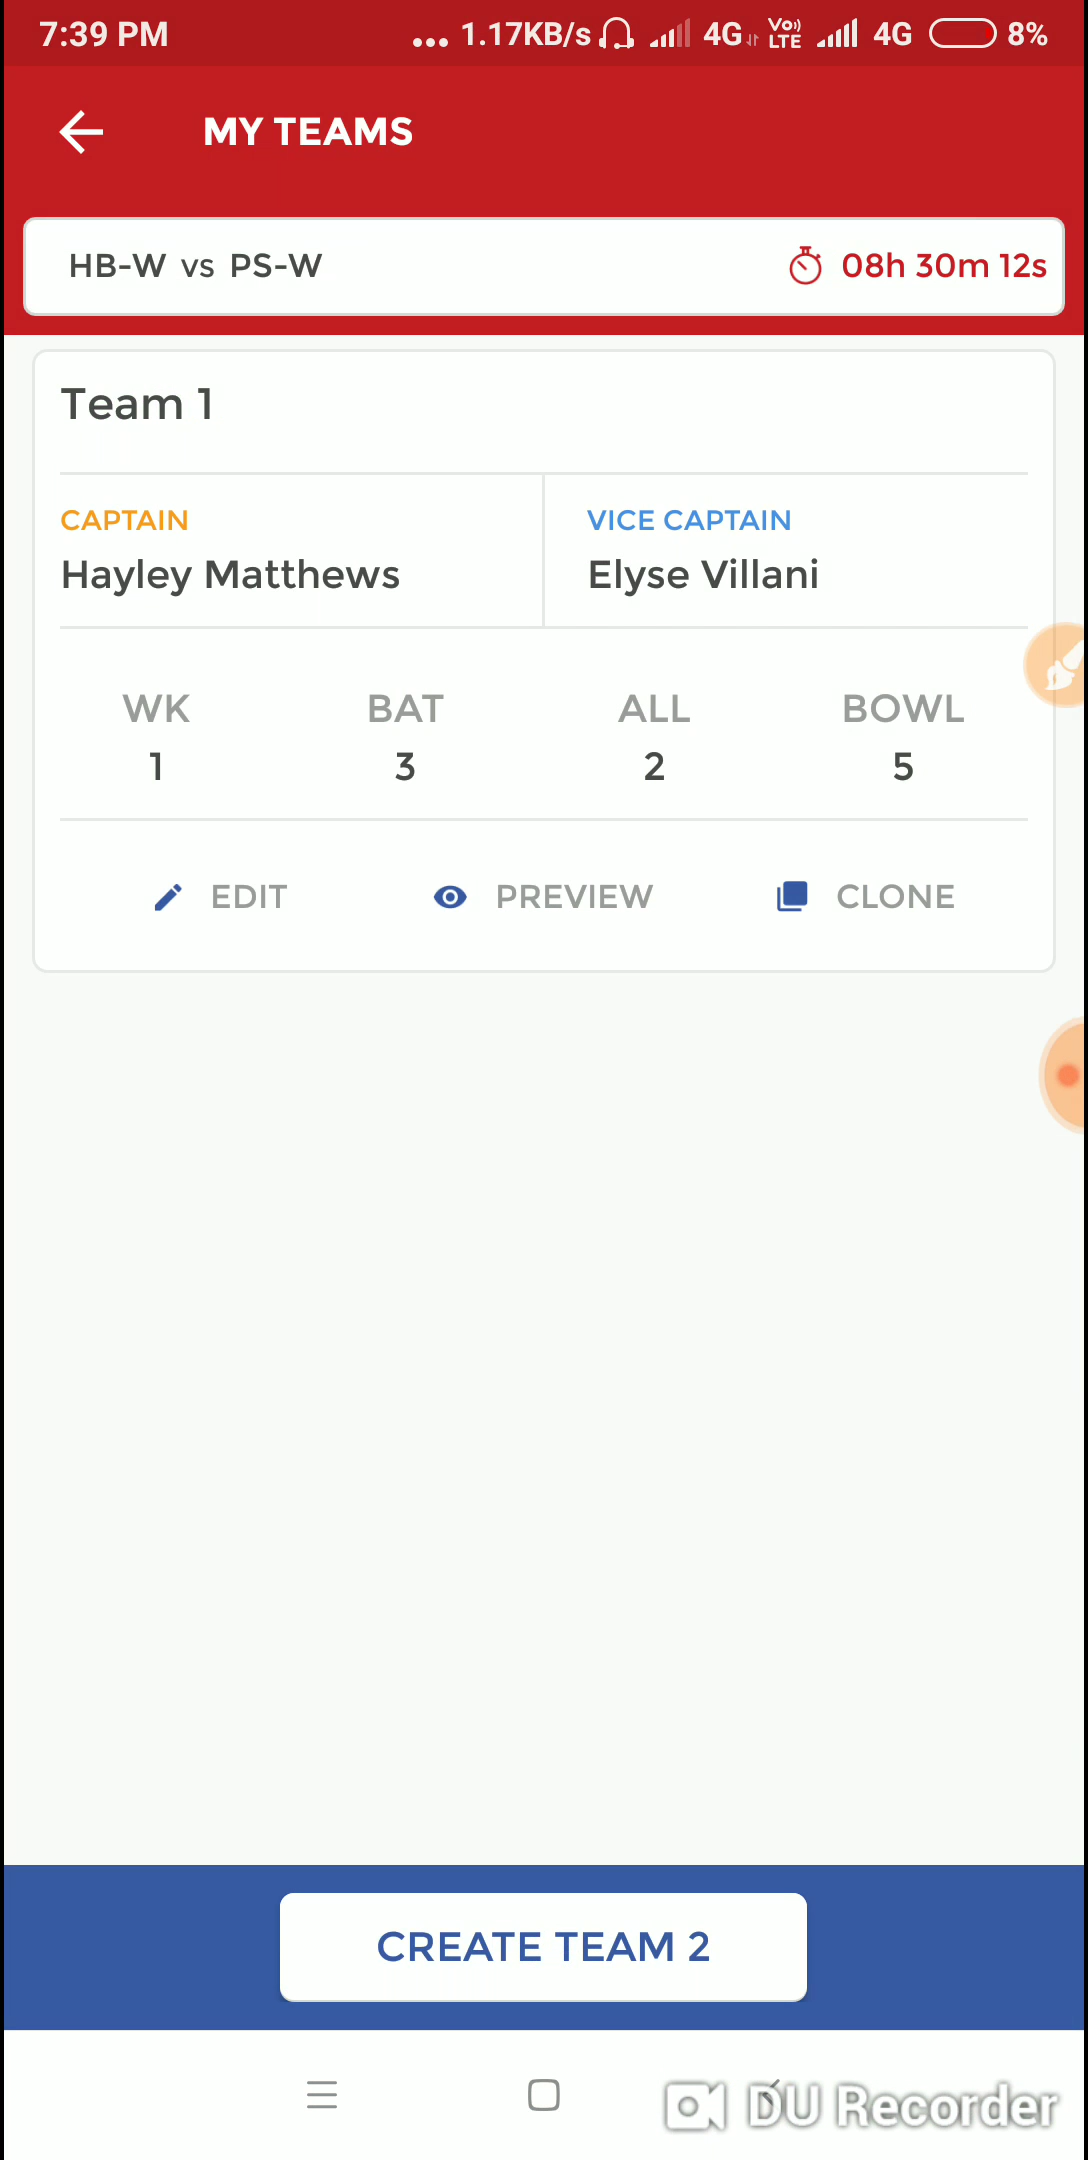 7:39 PM ... 1.17KB/s 4G Vo)) LTE 4G 8%
MY TEAMS
HB-W vs PS-W 08h 30m 12s
Team 1
CAPTAIN VICE CAPTAIN
Hayley Matthews Elyse Villani
WK BAT ALL BOWL
1 3 2 5
EDIT PREVIEW CLONE
CREATE TEAM 2
DU Recorder